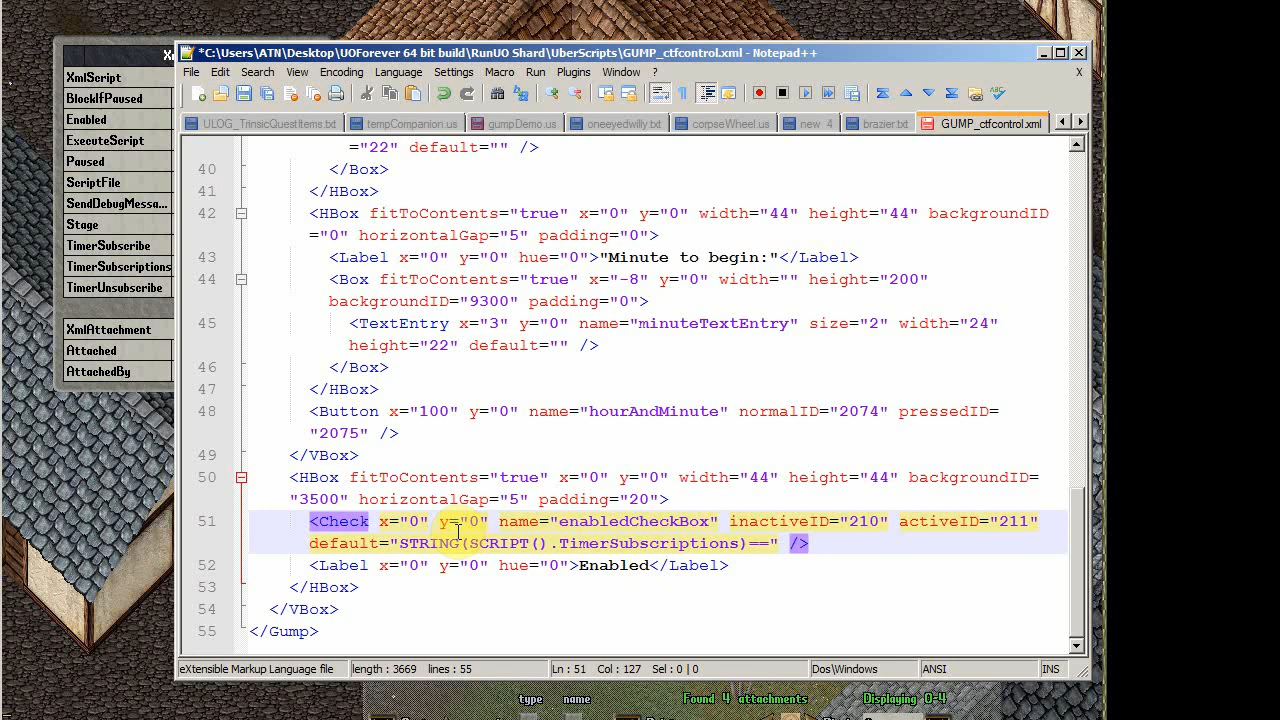 *C:\Users\ATN\Desktop\UOForever 64 bit build\RunUO Shard\UberScripts\GUMP_ctfcontrol.xml - Notepad++
File Edit Search View Encoding Language Settings Macro Run Plugins Window ? X
ULOG_TrinsicQuestItems.txt tempCompanion.us gumpDemo.us oneeyedwilly.txt corpseWheel.us new 4 brazier.txt GUMP_ctfcontrol.xml
XmlScript
BlockIfPaused
Enabled
ExecuteScript
Paused
ScriptFile
SendDebugMessa...
Stage
TimerSubscribe
TimerSubscriptions
TimerUnsubscribe
XmlAttachment
Attached
AttachedBy
="22" default="" />
40 </Box>
41 </HBox>
42 <HBox fitToContents="true" x="0" y="0" width="44" height="44" backgroundID
="0" horizontalGap="5" padding="0">
43 <Label x="0" y="0" hue="0">"Minute to begin:"</Label>
44 <Box fitToContents="true" x="-8" y="0" width="" height="200"
backgroundID="9300" padding="0">
45 <TextEntry x="3" y="0" name="minuteTextEntry" size="2" width="24"
height="22" default="" />
46 </Box>
47 </HBox>
48 <Button x="100" y="0" name="hourAndMinute" normalID="2074" pressedID=
"2075" />
49 </VBox>
50 <HBox fitToContents="true" x="0" y="0" width="44" height="44" backgroundID=
"3500" horizontalGap="5" padding="20">
51 <Check x="0" y="0" name="enabledCheckBox" inactiveID="210" activeID="211"
default="STRING(SCRIPT().TimerSubscriptions)==" />
52 <Label x="0" y="0" hue="0">Enabled</Label>
53 </HBox>
54 </VBox>
55 </Gump>
eXtensible Markup Language file length : 3669 lines : 55 Ln : 51 Col : 127 Sel : 0 | 0 Dos\Windows ANSI INS
type name Found 4 attachments Displaying 0-4